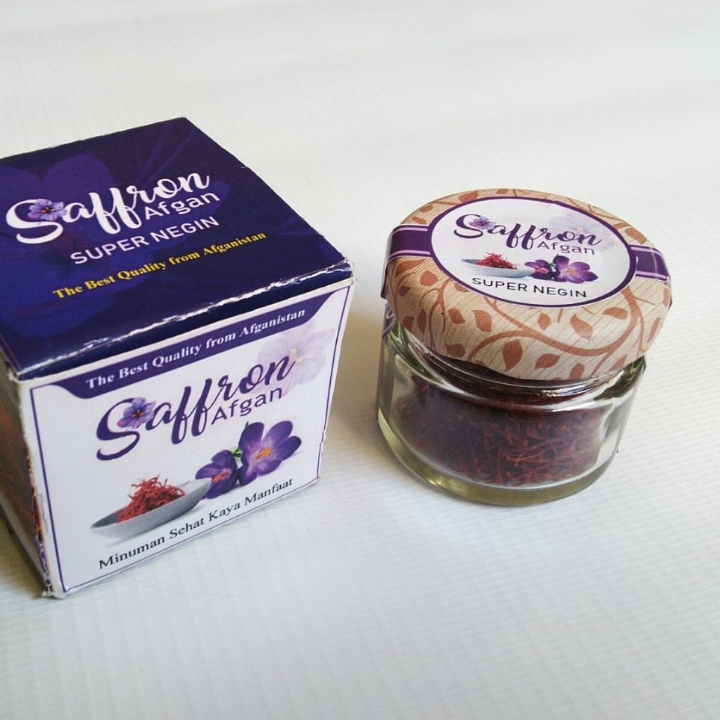 Saffron
Afgan
SUPER NEGIN
The Best Quality from Afganistan
The Best Quality from Afganistan
Saffron
Afgan
Minuman Sehat Kaya Manfaat
Saffron
Afgan
SUPER NEGIN